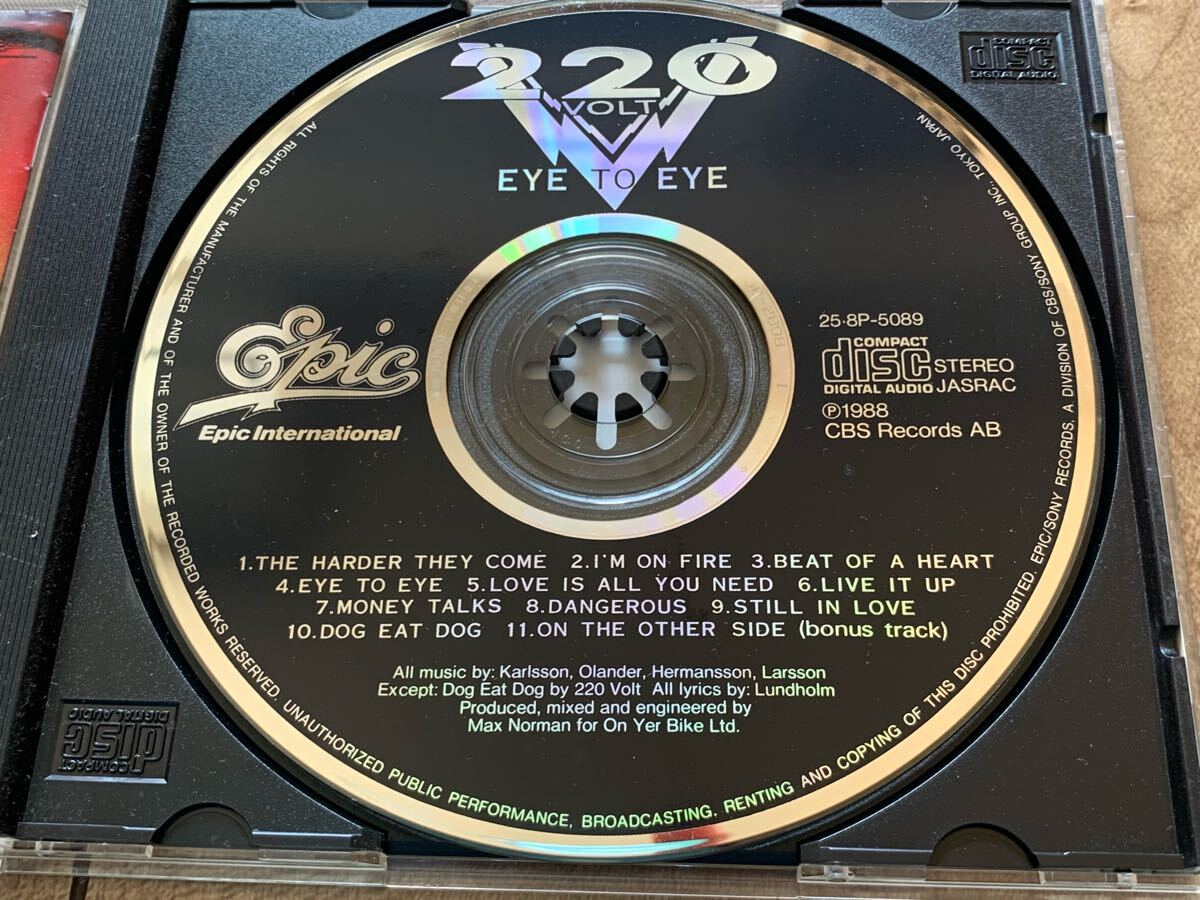 220
VOLT
EYE TO EYE
COMPACT
disc
DIGITAL AUDIO
Epic
Epic International
25·8P-5089
COMPACT
disc
DIGITAL AUDIO
STEREO
JASRAC
Ⓟ1988
CBS Records AB
1.THE HARDER THEY COME 2.I'M ON FIRE 3.BEAT OF A HEART
4.EYE TO EYE 5.LOVE IS ALL YOU NEED 6.LIVE IT UP
7.MONEY TALKS 8.DANGEROUS 9.STILL IN LOVE
10.DOG EAT DOG 11.ON THE OTHER SIDE (bonus track)
All music by: Karlsson, Olander, Hermansson, Larsson
Except: Dog Eat Dog by 220 Volt All lyrics by: Lundholm
Produced, mixed and engineered by
Max Norman for On Yer Bike Ltd.
ALL RIGHTS OF THE MANUFACTURER AND OF THE OWNER OF THE RECORDED WORKS RESERVED. UNAUTHORIZED PUBLIC PERFORMANCE, BROADCASTING, RENTING AND COPYING OF THIS DISC PROHIBITED. EPIC/SONY RECORDS. A DIVISION OF CBS/SONY GROUP INC., TOKYO JAPAN
COMPACT
disc
DIGITAL AUDIO